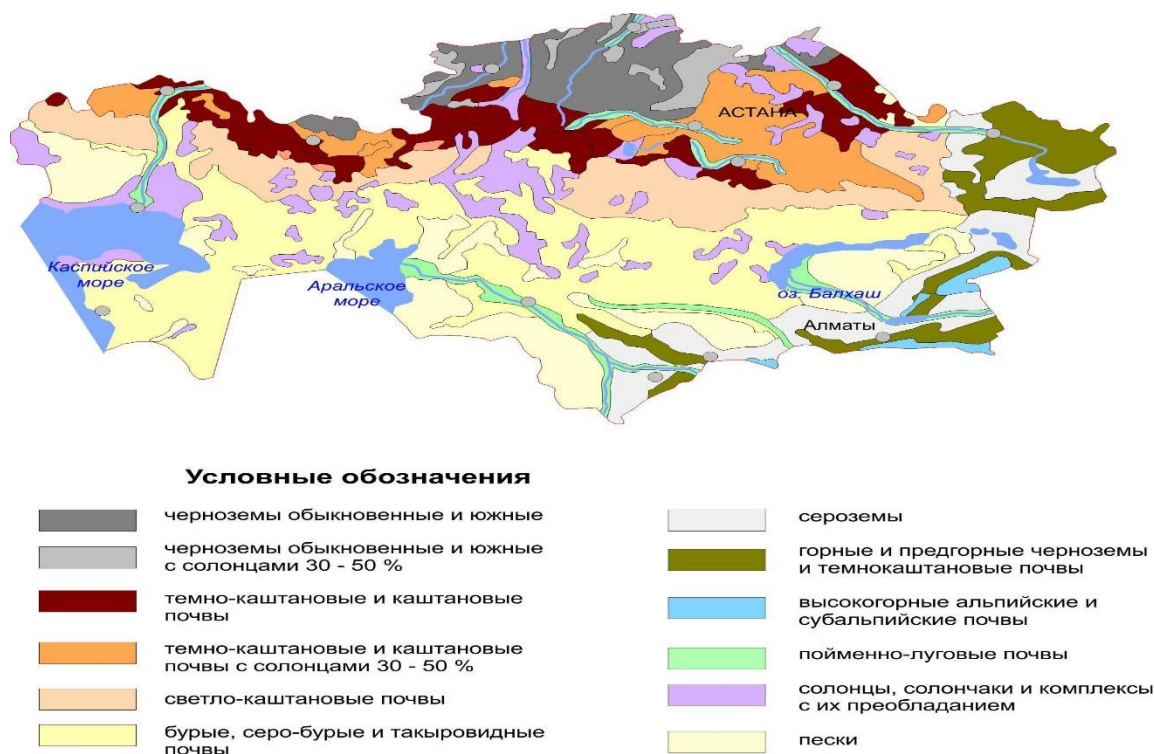 АСТАНА
Каспийское
море
Аральское
море
оз. Балхаш
Алматы
Условные обозначения
черноземы обыкновенные и южные
черноземы обыкновенные и южные
с солонцами 30 - 50 %
темно-каштановые и каштановые
почвы
темно-каштановые и каштановые
почвы с солонцами 30 - 50 %
светло-каштановые почвы
бурые, серо-бурые и такыровидные
почвы
сероземы
горные и предгорные черноземы
и темнокаштановые почвы
высокогорные альпийские и
субальпийские почвы
пойменно-луговые почвы
солонцы, солончаки и комплексы
с их преобладанием
пески